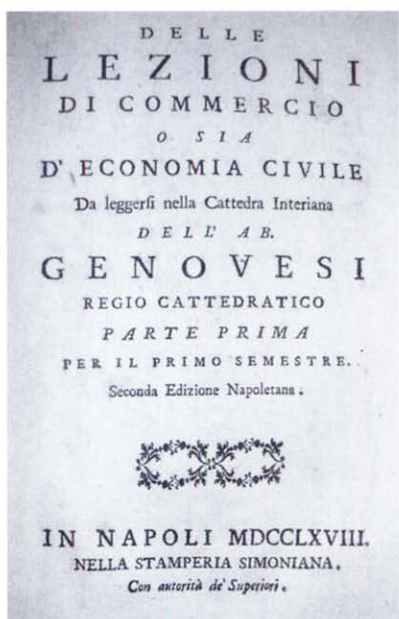 DELLE
LEZIONI
DI COMMERCIO
O SIA
D' ECONOMIA CIVILE
Da leggersi nella Cattedra Interiana
DELL' AB.
GENOVESI
REGIO CATTEDRATICO
PARTE PRIMA
PER IL PRIMO SEMESTRE.
Seconda Edizione Napoletana.
IN NAPOLI MDCCLXVIII.
NELLA STAMPERIA SIMONIANA.
Con autorità de' Superiori.